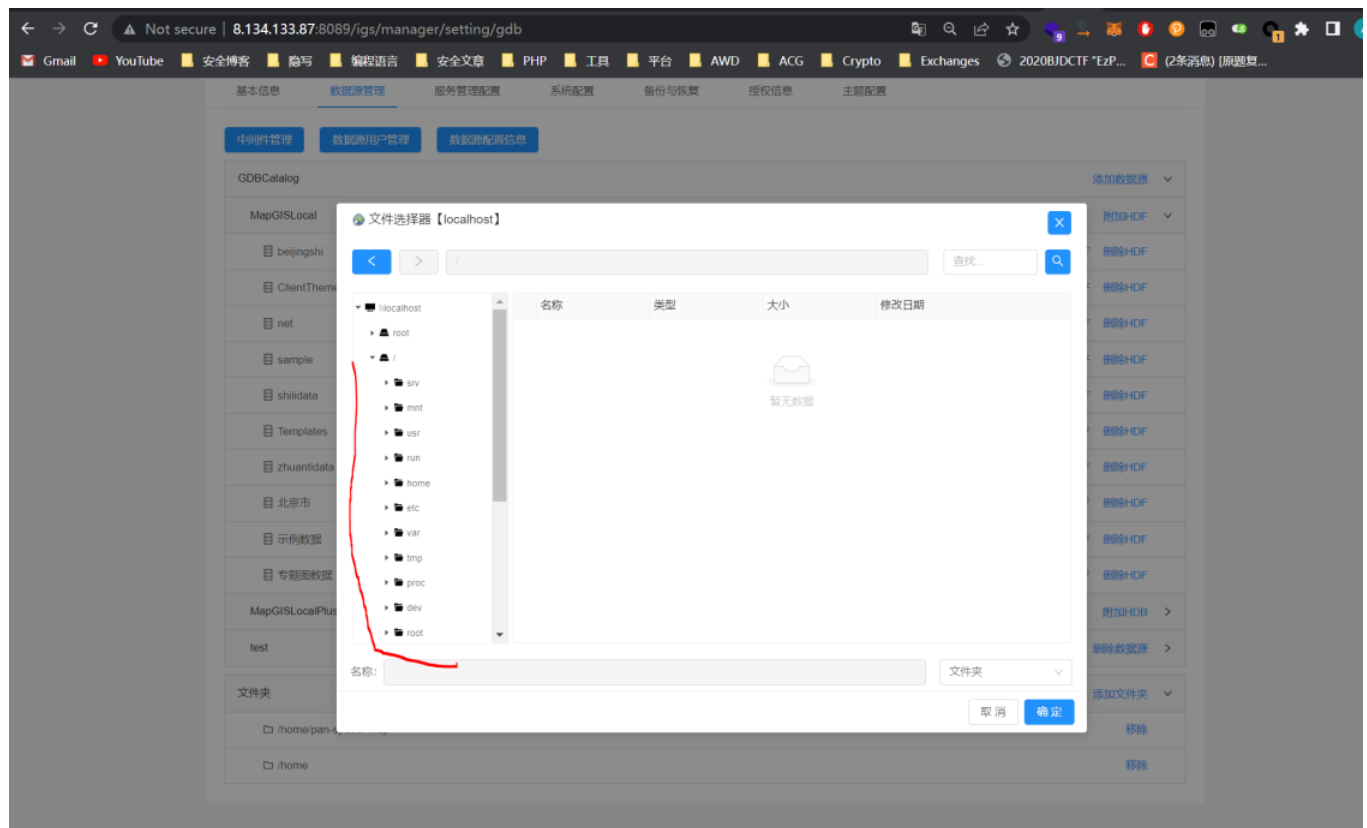 Not secure 8.134.133.87:8089/igs/manager/setting/gdb 9 1
Gmail YouTube 安全博客 隐写 编程语言 安全文章 PHP 工具 平台 AWD ACG Crypto Exchanges 2020BJDCTF "EzP... (2条消息) [原题复...
基本信息 数据源管理 服务管理配置 系统配置 备份与恢复 授权信息 主题配置
中间件管理 数据源用户管理 数据源配置信息
GDBCatalog 添加数据源
MapGISLocal 附加HDF
文件选择器【localhost】
beijingshi 删除HDF
/ 查找...
ClientTheme 删除HDF
\\localhost 名称 类型 大小 修改日期
net 删除HDF
root
sample 删除HDF
/
srv
shilidata 删除HDF
mnt 暂无数据
Templates 删除HDF
usr
zhuantidata 删除HDF
run
home
北京市 删除HDF
etc
示例数据 删除HDF
var
tmp
专题图数据 删除HDF
proc
MapGISLocalPlus 附加HDB
dev
root
test 删除数据源
名称: 文件夹
文件夹 添加文件夹
取消 确定
/home/pan-s 移除
/home 移除